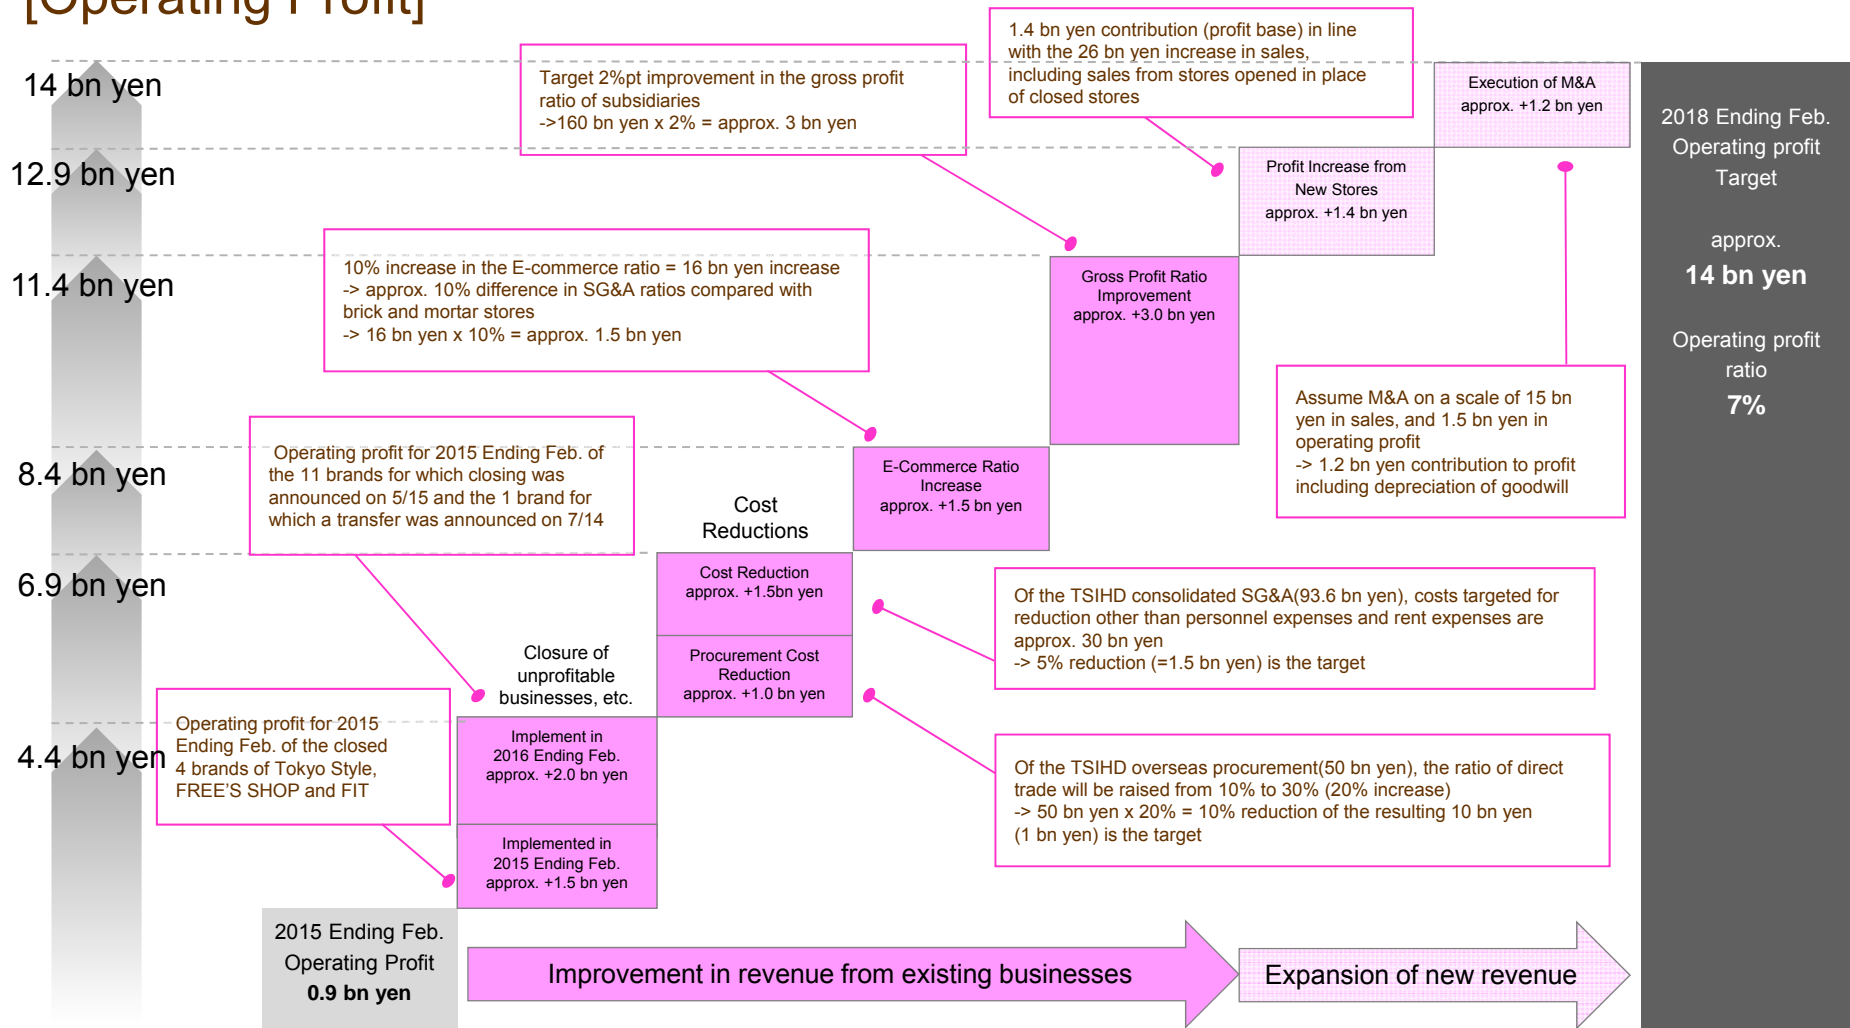 [Operating Profit]
14 bn yen
12.9 bn yen
11.4 bn yen
8.4 bn yen
6.9 bn yen
4.4 bn yen
1.4 bn yen contribution (profit base) in line
with the 26 bn yen increase in sales,
including sales from stores opened in place
of closed stores
Target 2%pt improvement in the gross profit
ratio of subsidiaries
->160 bn yen x 2% = approx. 3 bn yen
Execution of M&A
approx. +1.2 bn yen
Profit Increase from
New Stores
approx. +1.4 bn yen
10% increase in the E-commerce ratio = 16 bn yen increase
-> approx. 10% difference in SG&A ratios compared with
brick and mortar stores
-> 16 bn yen x 10% = approx. 1.5 bn yen
Gross Profit Ratio
Improvement
approx. +3.0 bn yen
Assume M&A on a scale of 15 bn
yen in sales, and 1.5 bn yen in
operating profit
-> 1.2 bn yen contribution to profit
including depreciation of goodwill
Operating profit for 2015 Ending Feb. of
the 11 brands for which closing was
announced on 5/15 and the 1 brand for
which a transfer was announced on 7/14
E-Commerce Ratio
Increase
approx. +1.5 bn yen
Cost
Reductions
Cost Reduction
approx. +1.5bn yen
Procurement Cost
Reduction
approx. +1.0 bn yen
Of the TSIHD consolidated SG&A(93.6 bn yen), costs targeted for
reduction other than personnel expenses and rent expenses are
approx. 30 bn yen
-> 5% reduction (=1.5 bn yen) is the target
Closure of
unprofitable
businesses, etc.
Operating profit for 2015
Ending Feb. of the closed
4 brands of Tokyo Style,
FREE'S SHOP and FIT
Implement in
2016 Ending Feb.
approx. +2.0 bn yen
Implemented in
2015 Ending Feb.
approx. +1.5 bn yen
Of the TSIHD overseas procurement(50 bn yen), the ratio of direct
trade will be raised from 10% to 30% (20% increase)
-> 50 bn yen x 20% = 10% reduction of the resulting 10 bn yen
(1 bn yen) is the target
2015 Ending Feb.
Operating Profit
0.9 bn yen
Improvement in revenue from existing businesses
Expansion of new revenue
2018 Ending Feb.
Operating profit
Target
approx.
14 bn yen
Operating profit
ratio
7%